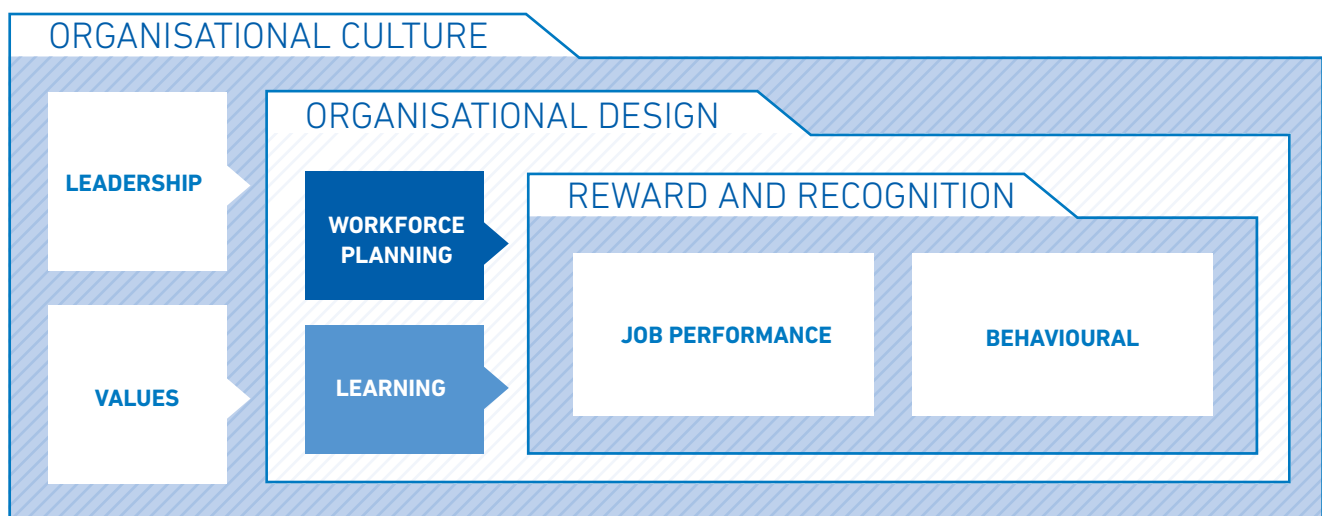 ORGANISATIONAL CULTURE
LEADERSHIP
VALUES
ORGANISATIONAL DESIGN
WORKFORCE
PLANNING
LEARNING
REWARD AND RECOGNITION
JOB PERFORMANCE
BEHAVIOURAL